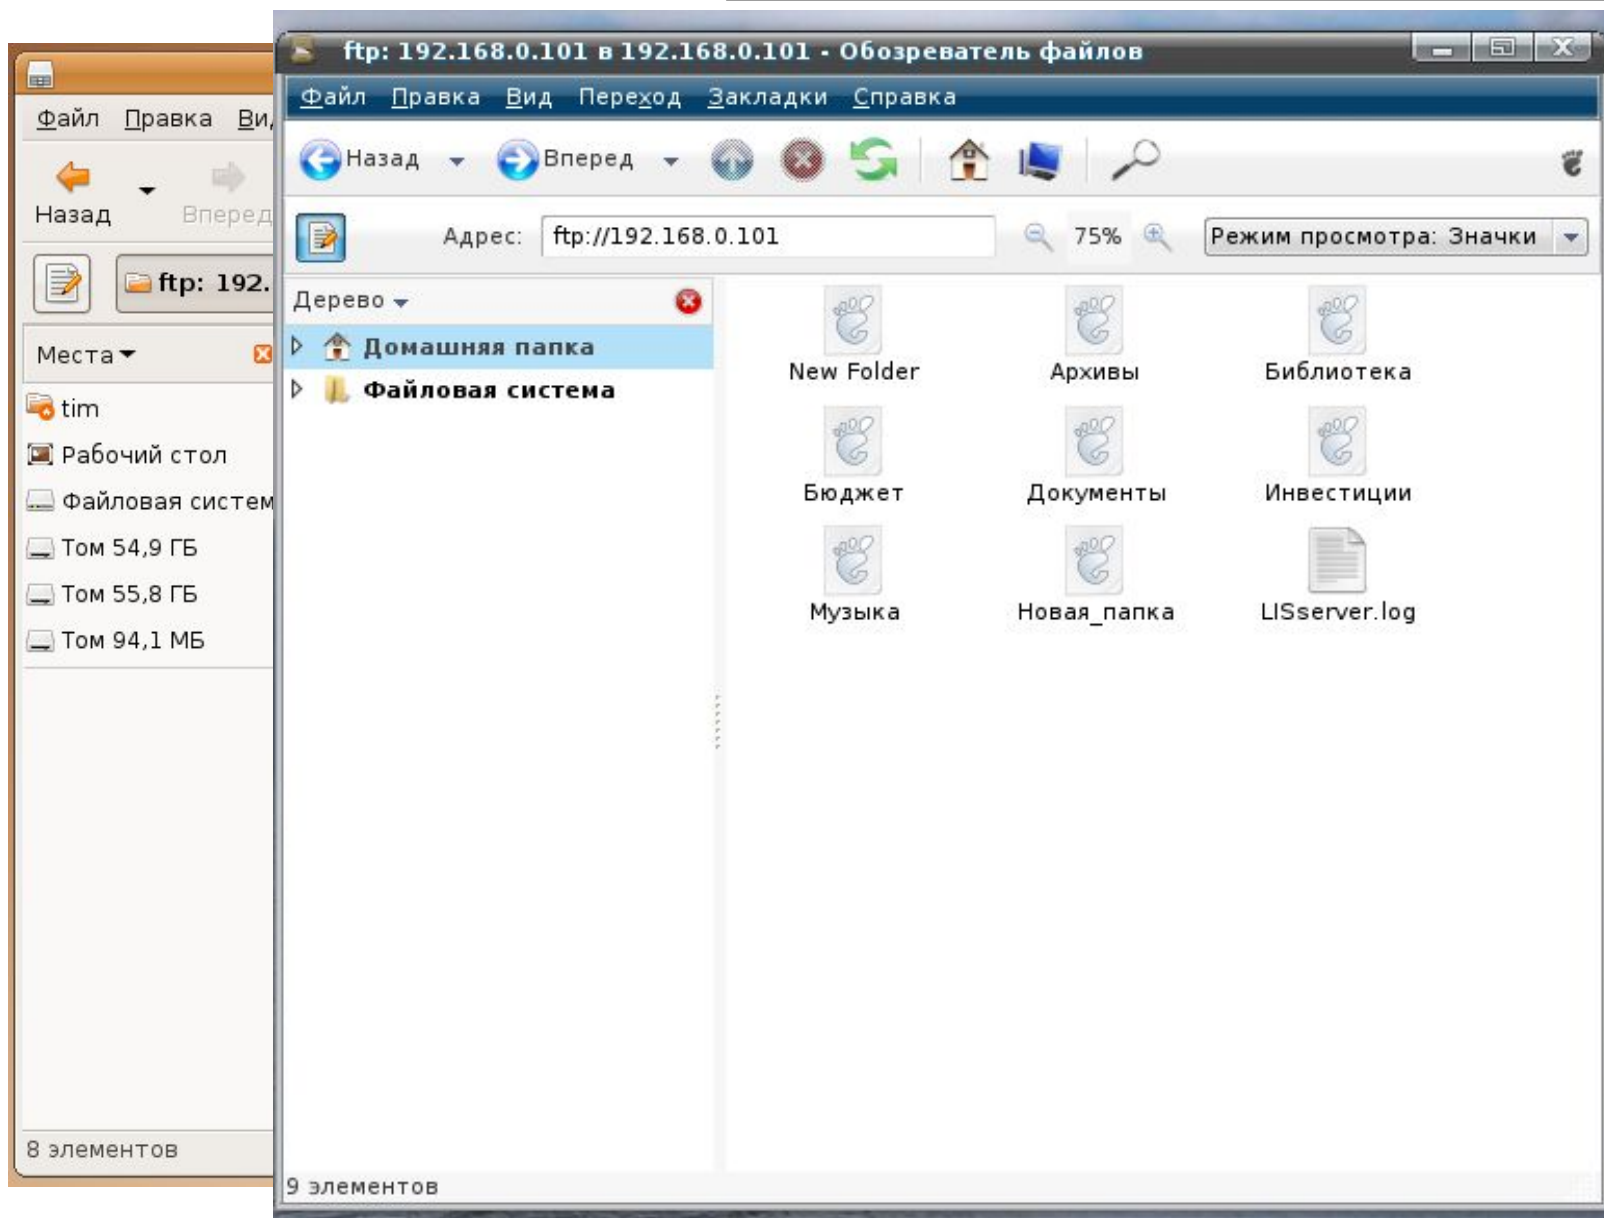 ftp: 192.168.0.101 в 192.168.0.101 - Обозреватель файлов
Файл Правка Вид Переход Закладки Справка
Назад Вперед
Адрес: ftp://192.168.0.101 75% Режим просмотра: Значки
Дерево
Домашняя папка
Файловая система
New Folder Архивы Библиотека
Бюджет Документы Инвестиции
Музыка Новая_папка LISserver.log
9 элементов
Файл Правка Ви
Назад Вперед
ftp: 192.
Места
tim
Рабочий стол
Файловая систем
Том 54,9 ГБ
Том 55,8 ГБ
Том 94,1 МБ
8 элементов